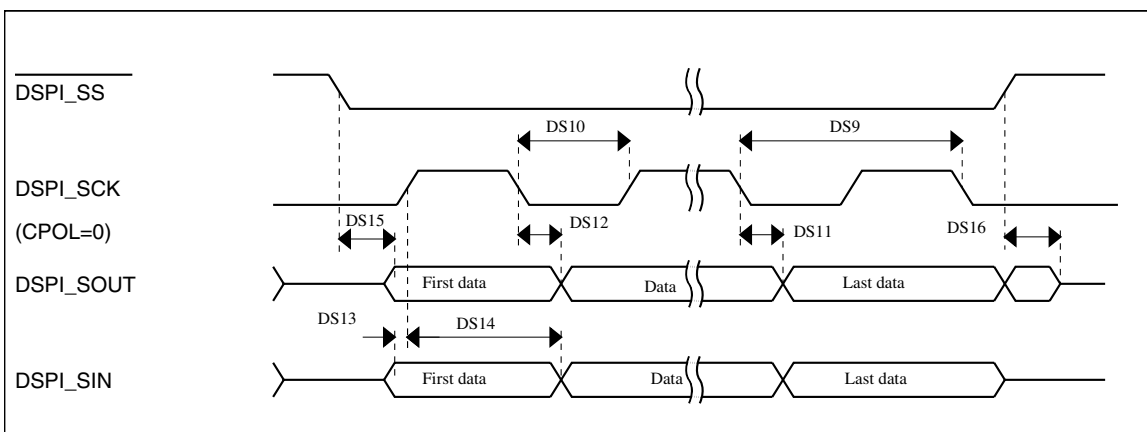 DSPI_SS
DS10
DS9
DSPI_SCK
(CPOL=0)
DS15
DS12
DS11
DS16
DSPI_SOUT
First data
Data
Last data
DS13
DS14
DSPI_SIN
First data
Data
Last data